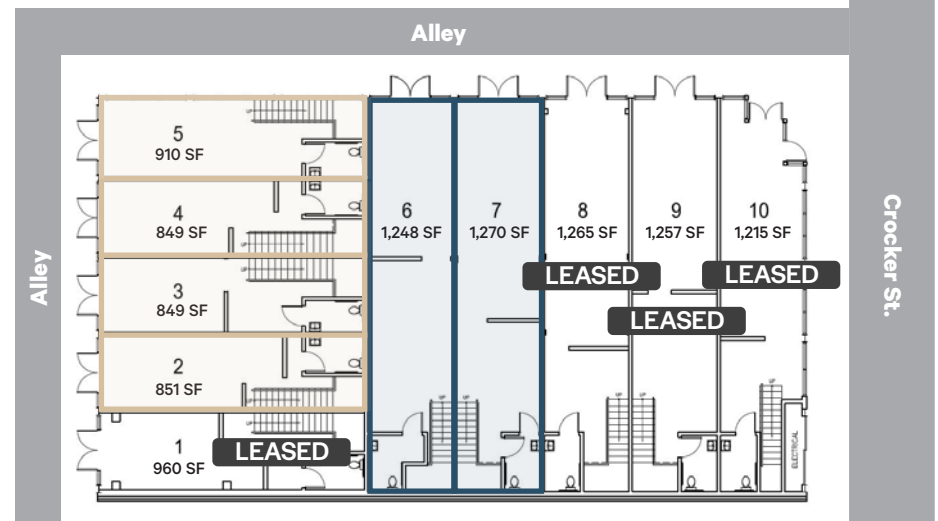 Alley
Alley
Crocker St.
5
910 SF
4
849 SF
3
849 SF
2
851 SF
1
960 SF
LEASED
6
1,248 SF
7
1,270 SF
8
1,265 SF
LEASED
9
1,257 SF
LEASED
10
1,215 SF
LEASED
ELECTRICAL